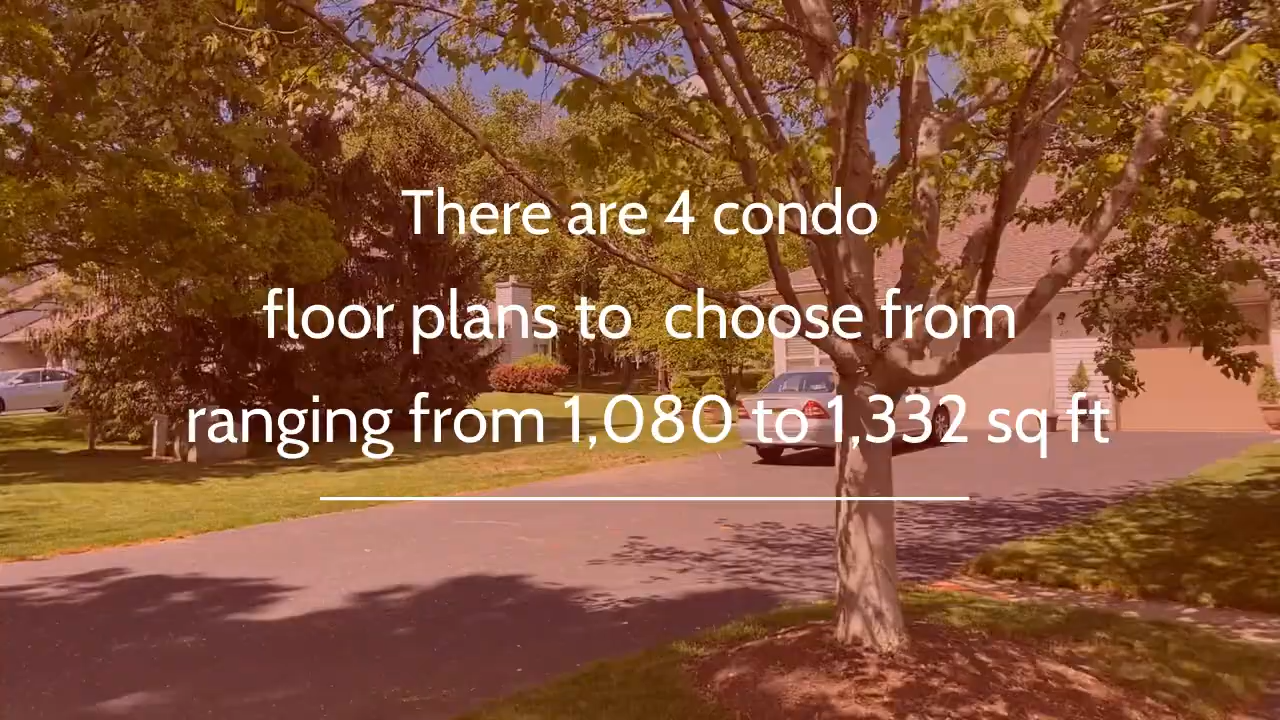 There are 4 condo
floor plans to  choose from
ranging from 1,080 to 1,332 sq ft